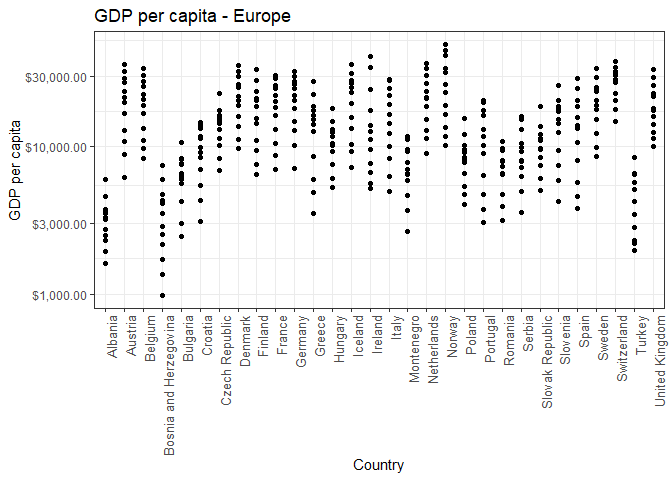 GDP per capita - Europe
GDP per capita
$30,000.00
$10,000.00
$3,000.00
$1,000.00
Albania
Austria
Belgium
Bosnia and Herzegovina
Bulgaria
Croatia
Czech Republic
Denmark
Finland
France
Germany
Greece
Hungary
Iceland
Ireland
Italy
Montenegro
Netherlands
Norway
Poland
Portugal
Romania
Serbia
Slovak Republic
Slovenia
Spain
Sweden
Switzerland
Turkey
United Kingdom
Country